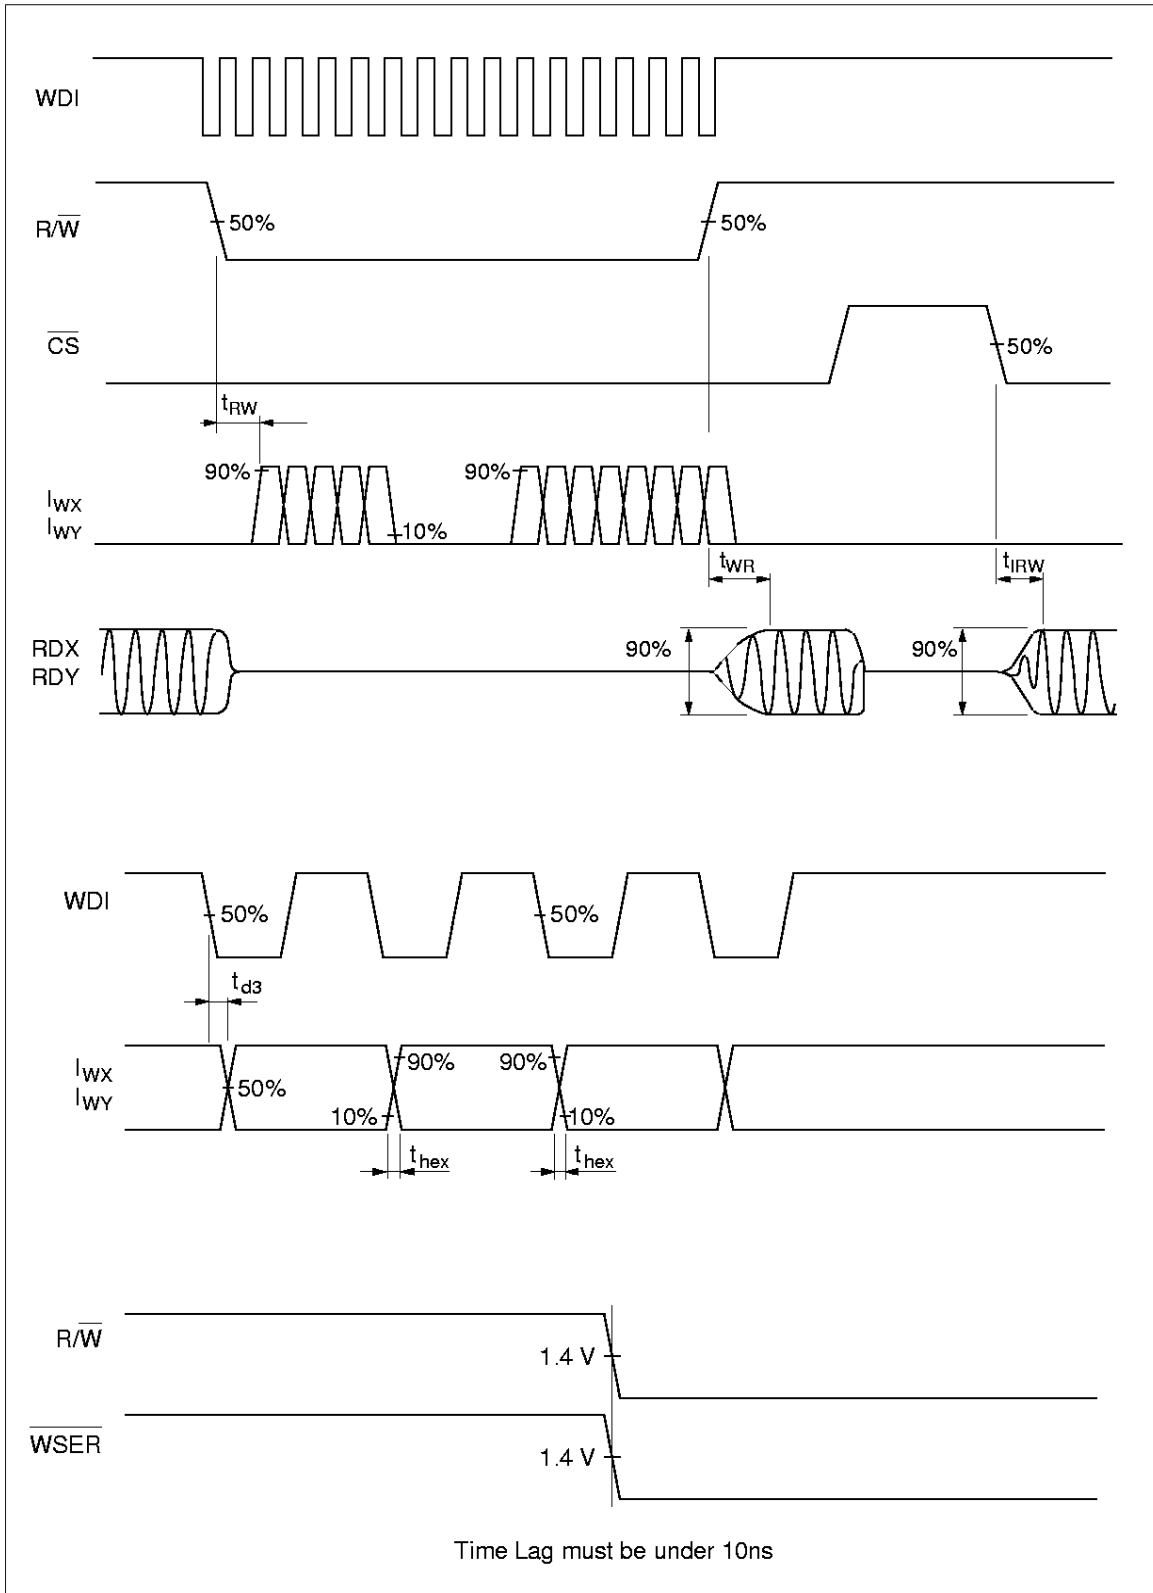 WDI
R/W̅
50%
50%
C̅S̅
50%
tRW
90%
90%
IWX
IWY
10%
tWR
tIRW
RDX
RDY
90%
90%
WDI
50%
50%
td3
IWX
IWY
90%
90%
50%
10%
10%
thex
thex
R/W̅
1.4 V
W̅S̅E̅R̅
1.4 V
Time Lag must be under 10ns